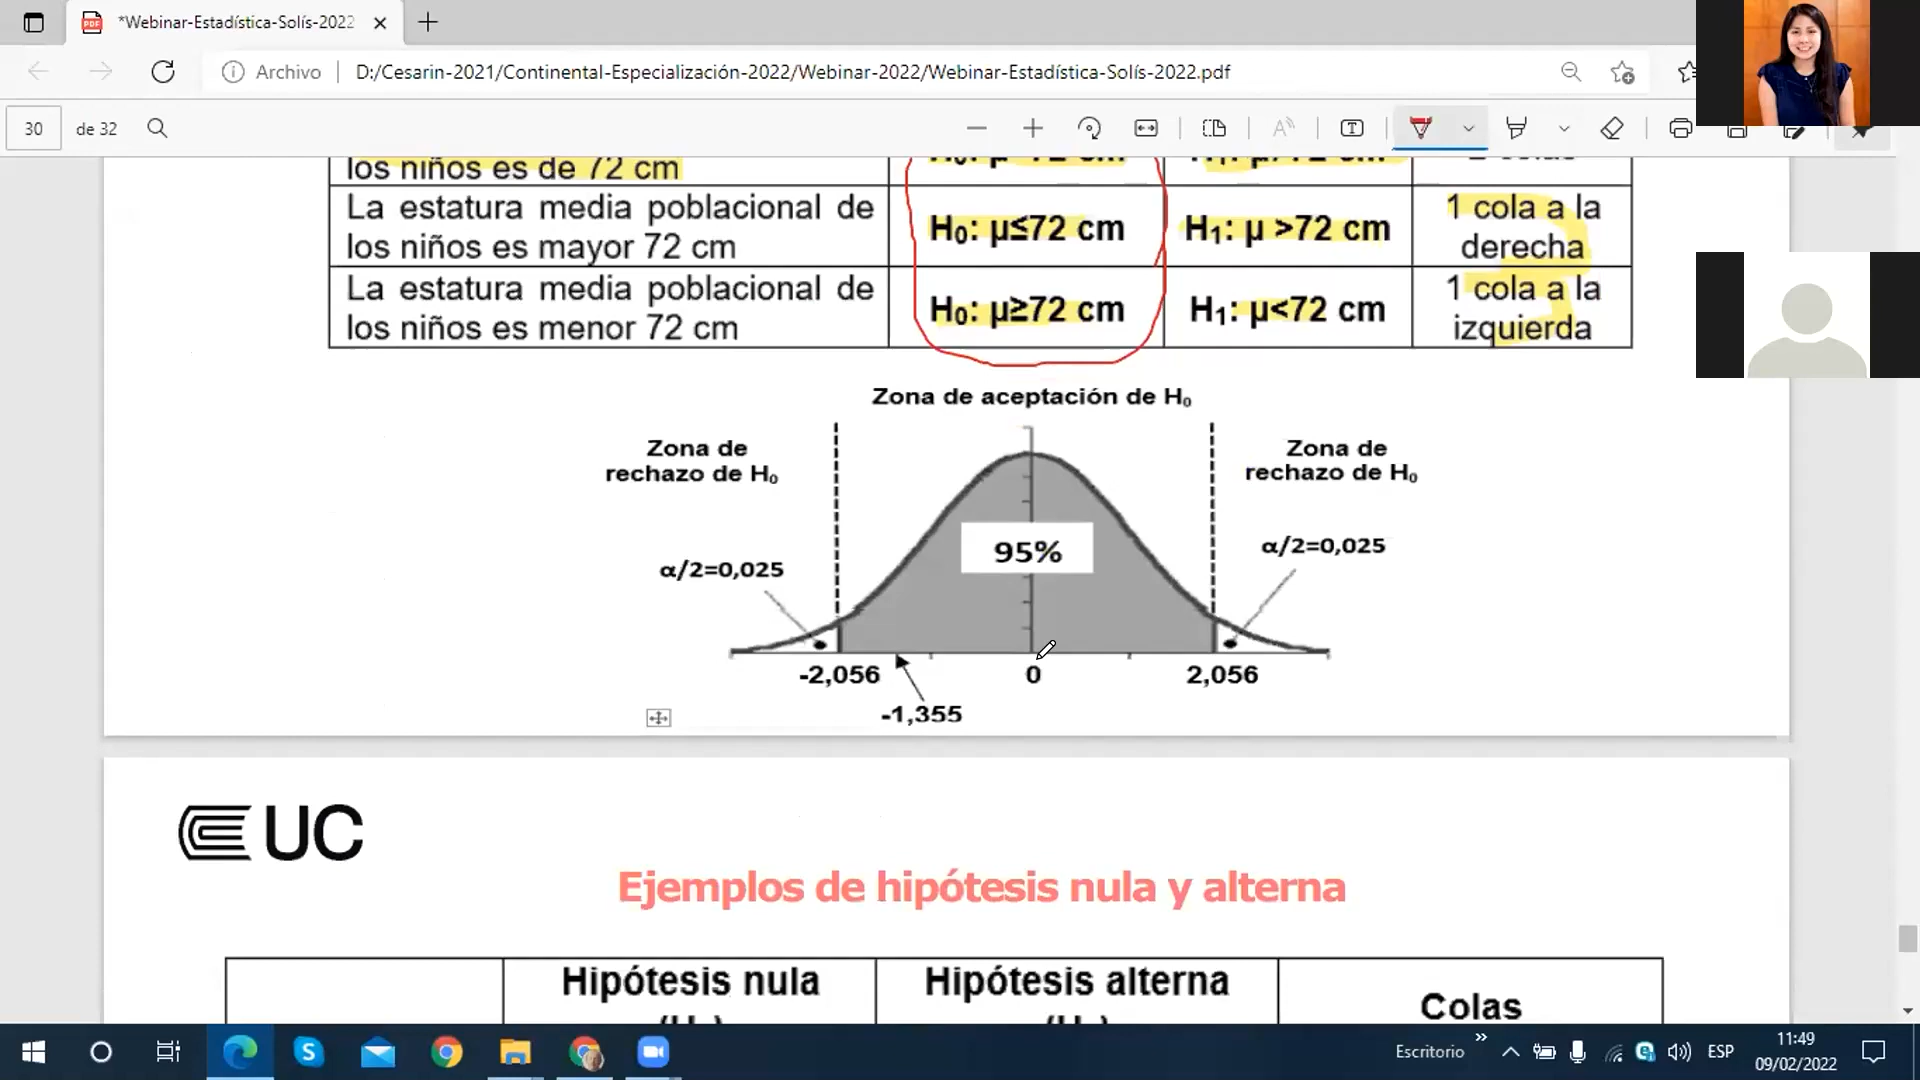 *Webinar-Estadística-Solís-2022
Archivo
D:/Cesarin-2021/Continental-Especialización-2022/Webinar-2022/Webinar-Estadística-Solís-2022.pdf
30
de 32
los niños es de 72 cm
La estatura media poblacional de
los niños es mayor 72 cm
H₀: μ≤72 cm
H₁: μ >72 cm
1 cola a la
derecha
La estatura media poblacional de
los niños es menor 72 cm
H₀: μ≥72 cm
H₁: μ<72 cm
1 cola a la
izquierda
Zona de aceptación de H₀
Zona de
rechazo de H₀
Zona de
rechazo de H₀
95%
α/2=0,025
α/2=0,025
-2,056
0
2,056
-1,355
UC
Ejemplos de hipótesis nula y alterna
Hipótesis nula
Hipótesis alterna
Colas
Escritorio
ESP
11:49
09/02/2022